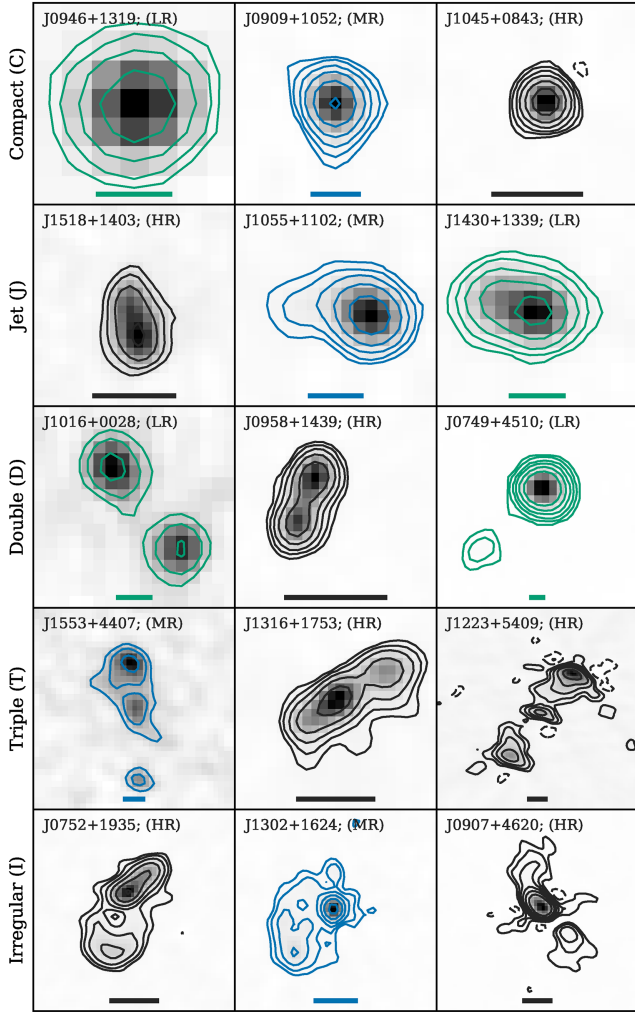 Compact (C)
J0946+1319; (LR)
J0909+1052; (MR)
J1045+0843; (HR)
Jet (J)
J1518+1403; (HR)
J1055+1102; (MR)
J1430+1339; (LR)
Double (D)
J1016+0028; (LR)
J0958+1439; (HR)
J0749+4510; (LR)
Triple (T)
J1553+4407; (MR)
J1316+1753; (HR)
J1223+5409; (HR)
Irregular (I)
J0752+1935; (HR)
J1302+1624; (MR)
J0907+4620; (HR)